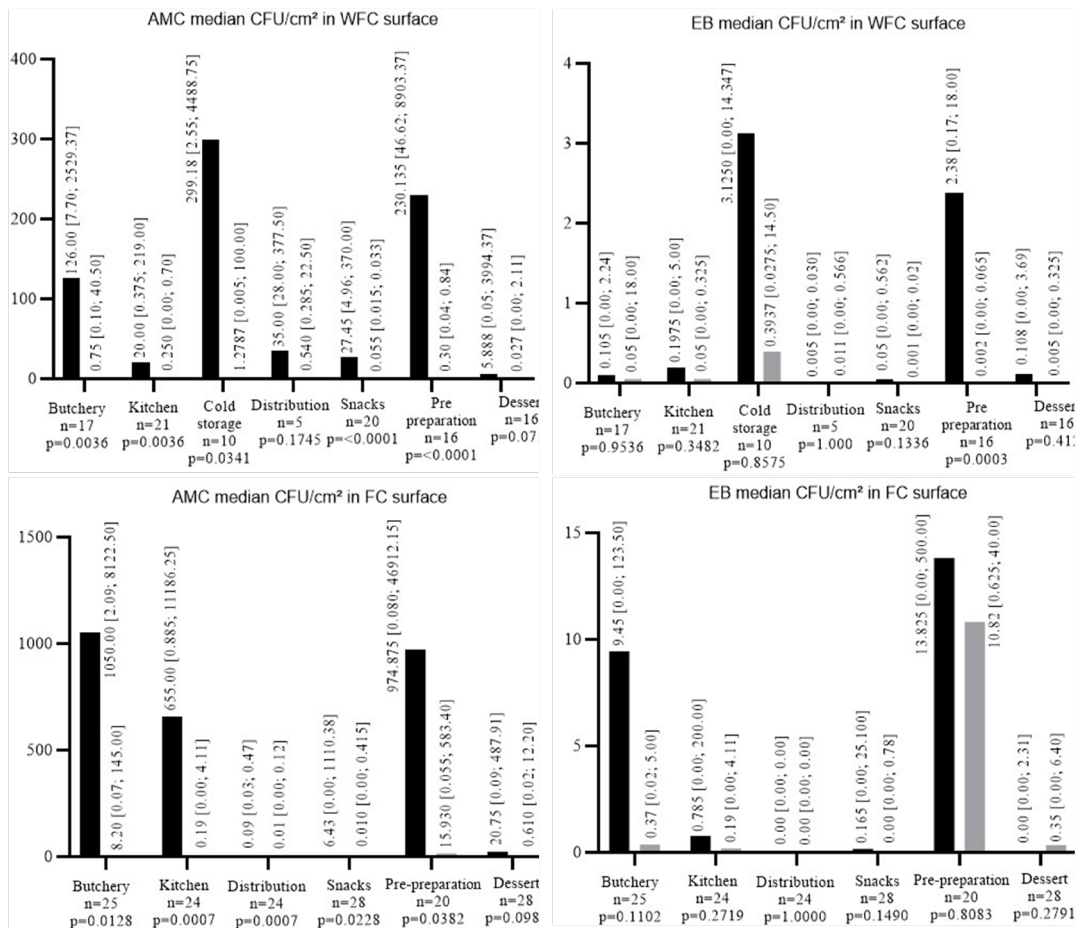 AMC median CFU/cm² in WFC surface
400
300
200
100
0
126.00 [7.70; 2529.37]
0.75 [0.10; 40.50]
20.00 [0.375; 219.00]
0.250 [0.00; 0.70]
299.18 [2.55; 4488.75]
1.2787 [0.005; 100.00]
35.00 [28.00; 377.50]
0.540 [0.285; 22.50]
27.45 [4.96; 370.00]
0.055 [0.015; 0.033]
230.135 [46.62; 8903.37]
0.30 [0.04; 0.84]
5.888 [0.05; 3994.37]
0.027 [0.00; 2.11]
Butchery
n=17
p=0.0036
Kitchen
n=21
p=0.0036
Cold
storage
n=10
p=0.0341
Distribution
n=5
p=0.1745
Snacks
n=20
p=<0.0001
Pre
preparation
n=16
p=<0.0001
Desser
n=16
p=0.07
EB median CFU/cm² in WFC surface
4
3
2
1
0
0.105 [0.00; 2.24]
0.05 [0.00; 18.00]
0.1975 [0.00; 5.00]
0.05 [0.00; 0.325]
3.1250 [0.00; 14.347]
0.3937 [0.0275; 14.50]
0.005 [0.00; 0.30]
0.011 [0.00; 0.566]
0.05 [0.00; 0.562]
0.001 [0.00; 0.02]
2.38 [0.17; 18.00]
0.002 [0.00; 0.065]
0.108 [0.00; 3.69]
0.005 [0.00; 0.325]
Butchery
n=17
p=0.9536
Kitchen
n=21
p=0.3482
Cold
storage
n=10
p=0.8575
Distribution
n=5
p=1.000
Snacks
n=20
p=0.1336
Pre
preparation
n=16
p=0.0003
Desser
n=16
p=0.41
AMC median CFU/cm² in FC surface
1500
1000
500
0
1050.00 [2.09; 8122.50]
8.20 [0.07; 145.00]
655.00 [0.885; 11186.25]
0.19 [0.00; 4.11]
0.09 [0.03; 0.47]
0.01 [0.00; 0.12]
6.43 [0.00; 1110.38]
0.010 [0.00; 0.415]
974.875 [0.080; 46912.15]
15.930 [0.055; 583.40]
20.75 [0.09; 487.91]
0.610 [0.02; 12.20]
Butchery
n=25
p=0.0128
Kitchen
n=24
p=0.0007
Distribution
n=24
p=0.0007
Snacks
n=28
p=0.0228
Pre-preparation
n=20
p=0.0382
Dessert
n=28
p=0.098
EB median CFU/cm² in FC surface
15
10
5
0
9.45 [0.00; 123.50]
0.37 [0.02; 5.00]
0.785 [0.00; 200.00]
0.19 [0.00; 4.11]
0.00 [0.00; 0.00]
0.00 [0.00; 0.00]
0.165 [0.00; 25.100]
0.00 [0.00; 0.78]
13.825 [0.00; 500.00]
10.82 [0.625; 40.00]
0.00 [0.00; 2.31]
0.35 [0.00; 6.40]
Butchery
n=25
p=0.1102
Kitchen
n=24
p=0.2719
Distribution
n=24
p=1.0000
Snacks
n=28
p=0.1490
Pre-preparation
n=20
p=0.8083
Dessert
n=28
p=0.2791